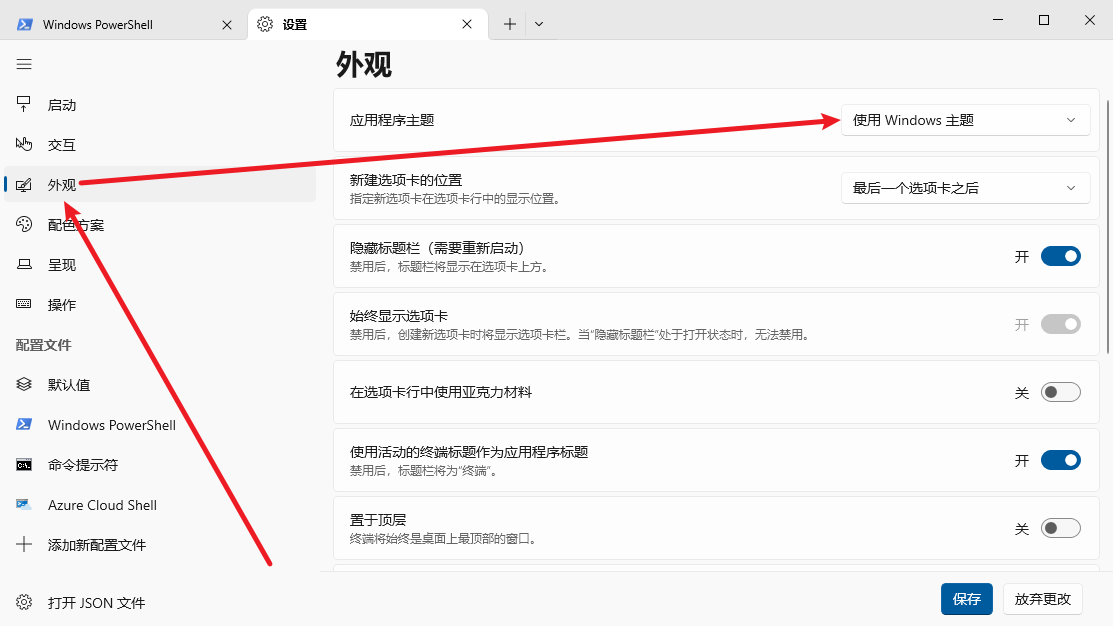 Windows PowerShell
设置
启动
交互
外观
配色方案
呈现
操作
配置文件
默认值
Windows PowerShell
命令提示符
Azure Cloud Shell
添加新配置文件
打开 JSON 文件
外观
应用程序主题
使用 Windows 主题
新建选项卡的位置
指定新选项卡在选项卡行中的显示位置。
最后一个选项卡之后
隐藏标题栏（需要重新启动）
禁用后，标题栏将显示在选项卡上方。
开
始终显示选项卡
禁用后，创建新选项卡时将显示选项卡栏。当“隐藏标题栏”处于打开状态时，无法禁用。
开
在选项卡行中使用亚克力材料
关
使用活动的终端标题作为应用程序标题
禁用后，标题栏将为“终端”。
开
置于顶层
终端将始终是桌面上最顶部的窗口。
关
保存
放弃更改